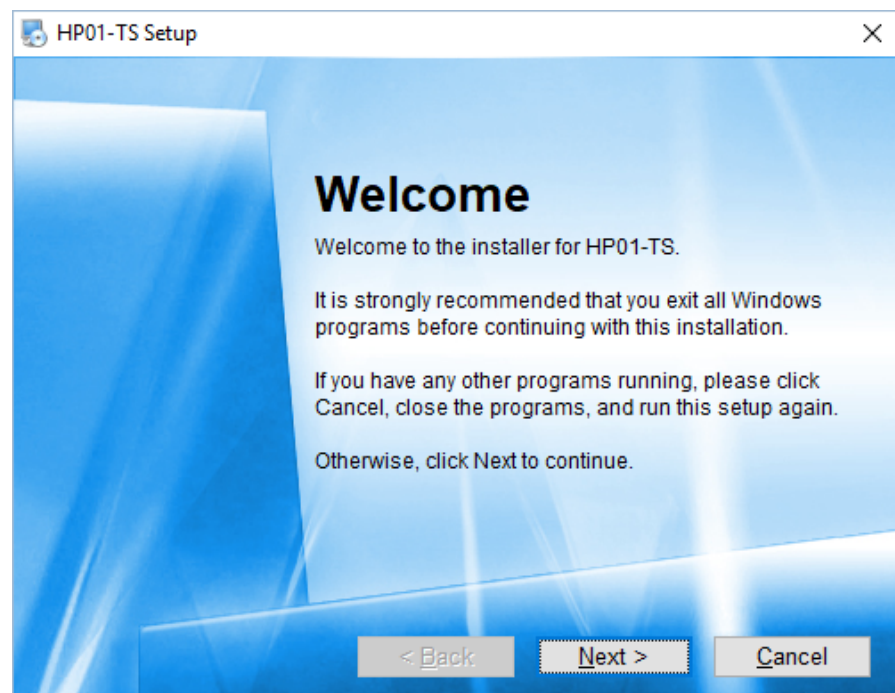 HP01-TS Setup
Welcome
Welcome to the installer for HP01-TS.
It is strongly recommended that you exit all Windows
programs before continuing with this installation.
If you have any other programs running, please click
Cancel, close the programs, and run this setup again.
Otherwise, click Next to continue.
< Back Next > Cancel